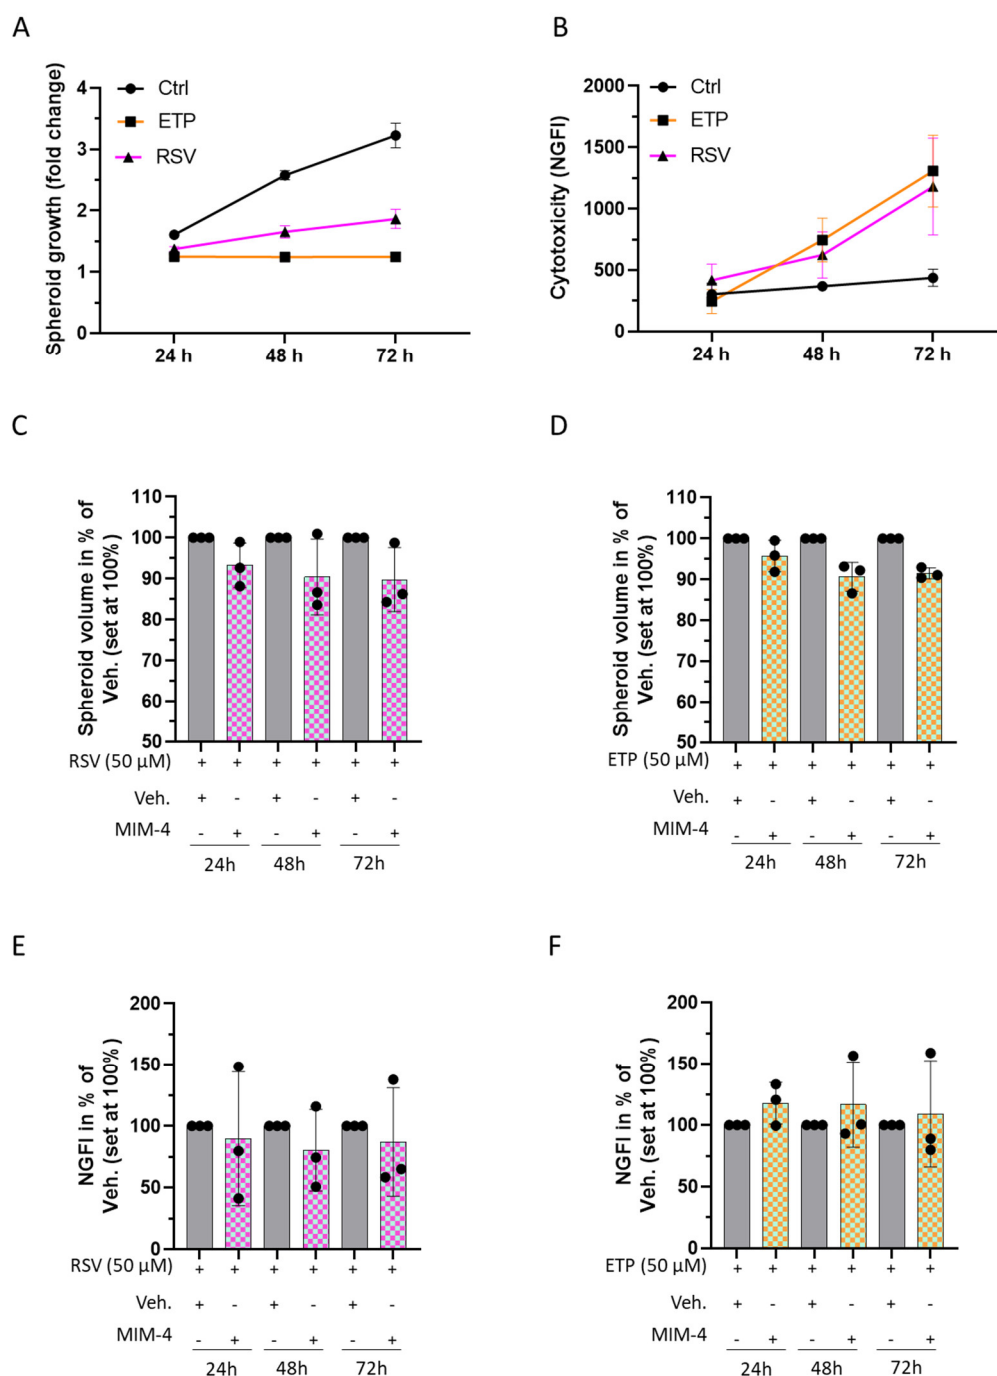 A
Spheroid growth (fold change)
4
3
2
1
0
Ctrl
ETP
RSV
24 h 48 h 72 h
B
Cytotoxicity (NGFI)
2000
1500
1000
500
0
Ctrl
ETP
RSV
24 h 48 h 72 h
C
Spheroid volume in % of
Veh. (set at 100%)
110
100
90
80
70
60
50
RSV (50 µM) + + + + + +
Veh. + - + - + -
MIM-4 - + - + - +
24h 48h 72h
D
Spheroid volume in % of
Veh. (set at 100%)
110
100
90
80
70
60
50
ETP (50 µM) + + + + + +
Veh. + - + - + -
MIM-4 - + - + - +
24h 48h 72h
E
NGFI in % of
Veh. (set at 100%)
200
150
100
50
0
RSV (50 µM) + + + + + +
Veh. + - + - + -
MIM-4 - + - + - +
24h 48h 72h
F
NGFI in % of
Veh. (set at 100%)
200
150
100
50
0
ETP (50 µM) + + + + + +
Veh. + - + - + -
MIM-4 - + - + - +
24h 48h 72h